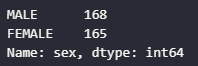 MALE      168
FEMALE    165
Name: sex, dtype: int64